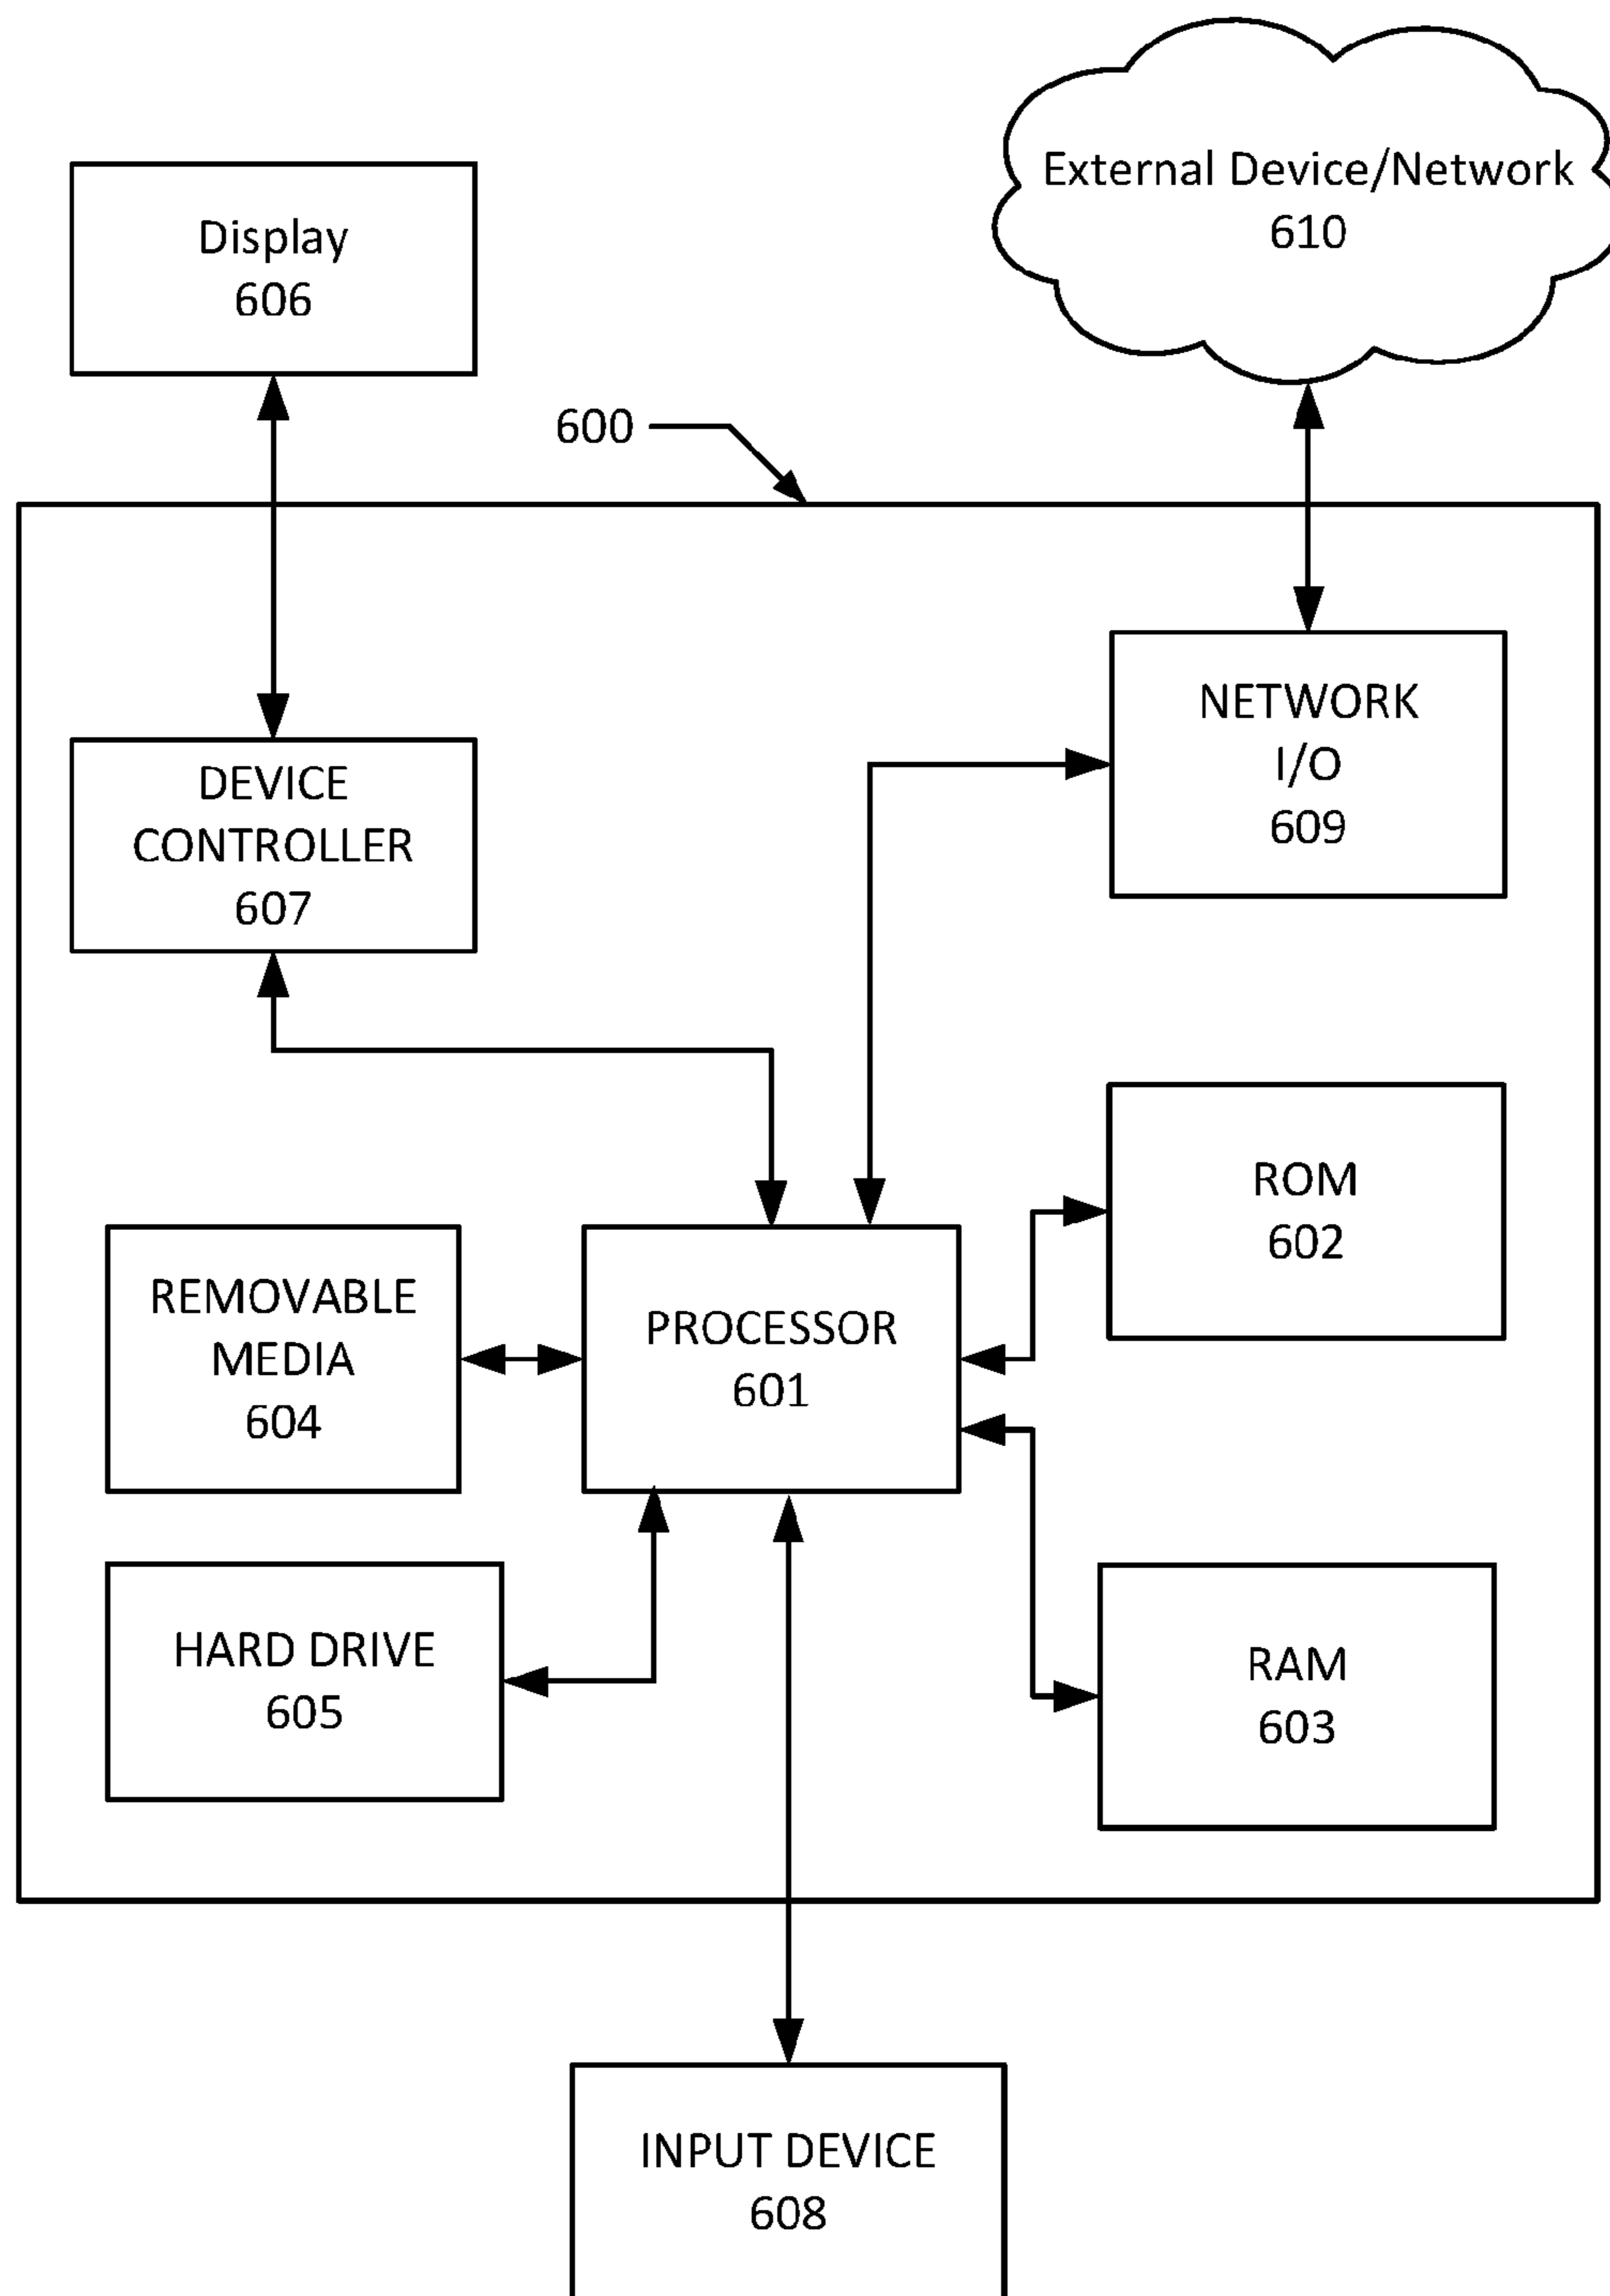 External Device/Network
610
Display
606
600
NETWORK
I/O
609
DEVICE
CONTROLLER
607
ROM
602
REMOVABLE
MEDIA
604
PROCESSOR
601
HARD DRIVE
605
RAM
603
INPUT DEVICE
608